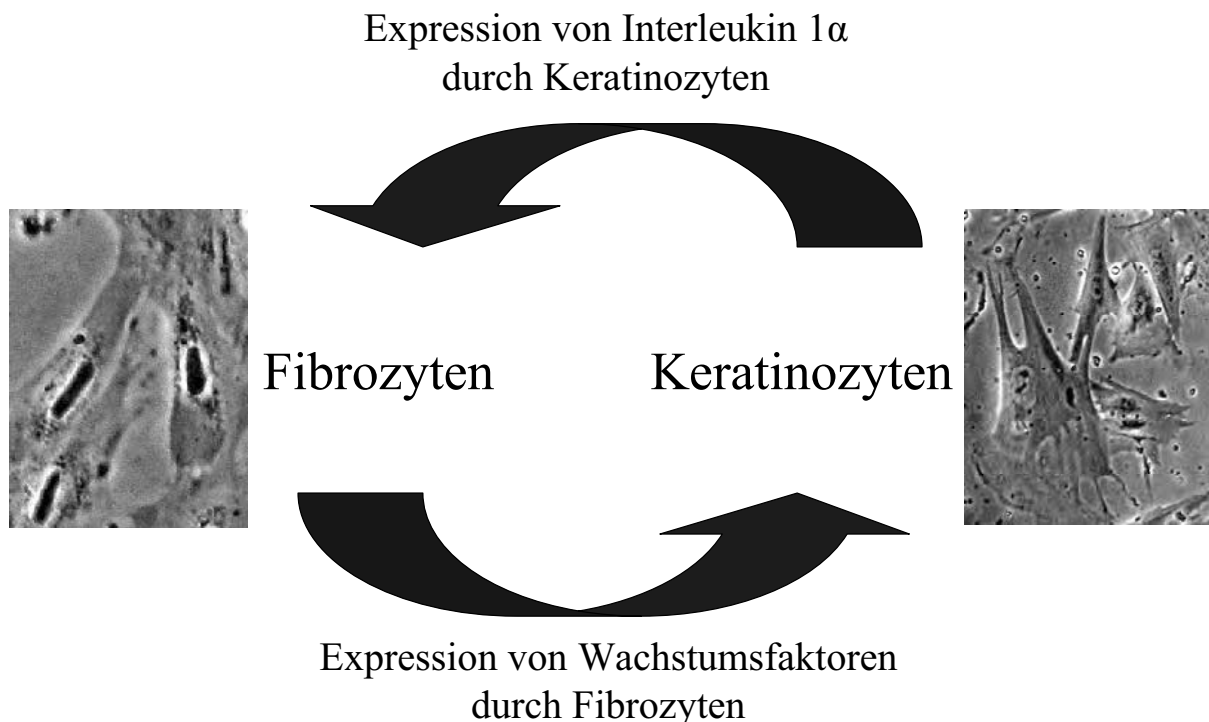 Expression von Interleukin 1α
durch Keratinozyten
Fibrozyten
Keratinozyten
Expression von Wachstumsfaktoren
durch Fibrozyten